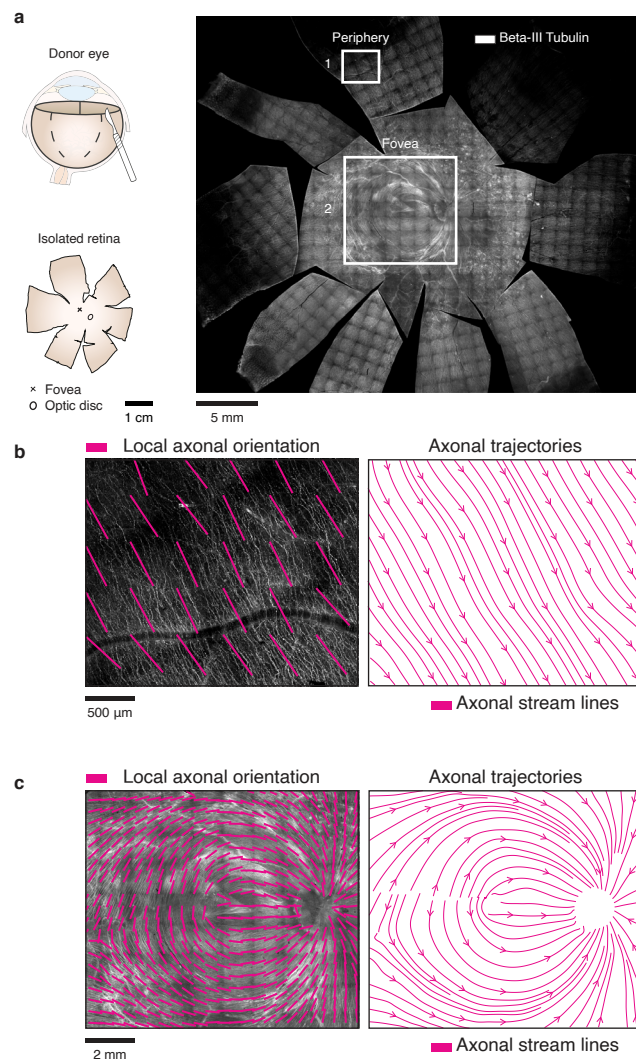 a
Donor eye
Periphery
Beta-III Tubulin
1
Fovea
2
Isolated retina
× Fovea
o Optic disc
1 cm
5 mm
b
Local axonal orientation
Axonal trajectories
500 µm
Axonal stream lines
c
Local axonal orientation
Axonal trajectories
2 mm
Axonal stream lines